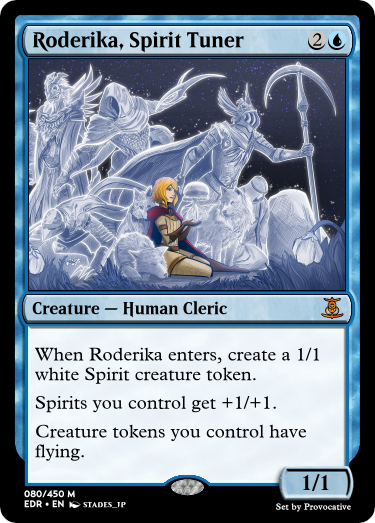 Roderika, Spirit Tuner 2
Creature — Human Cleric
When Roderika enters, create a 1/1
white Spirit creature token.
Spirits you control get +1/+1.
Creature tokens you control have
flying.
1/1
080/450 M
EDR • EN STADES_JP
Set by Provocative